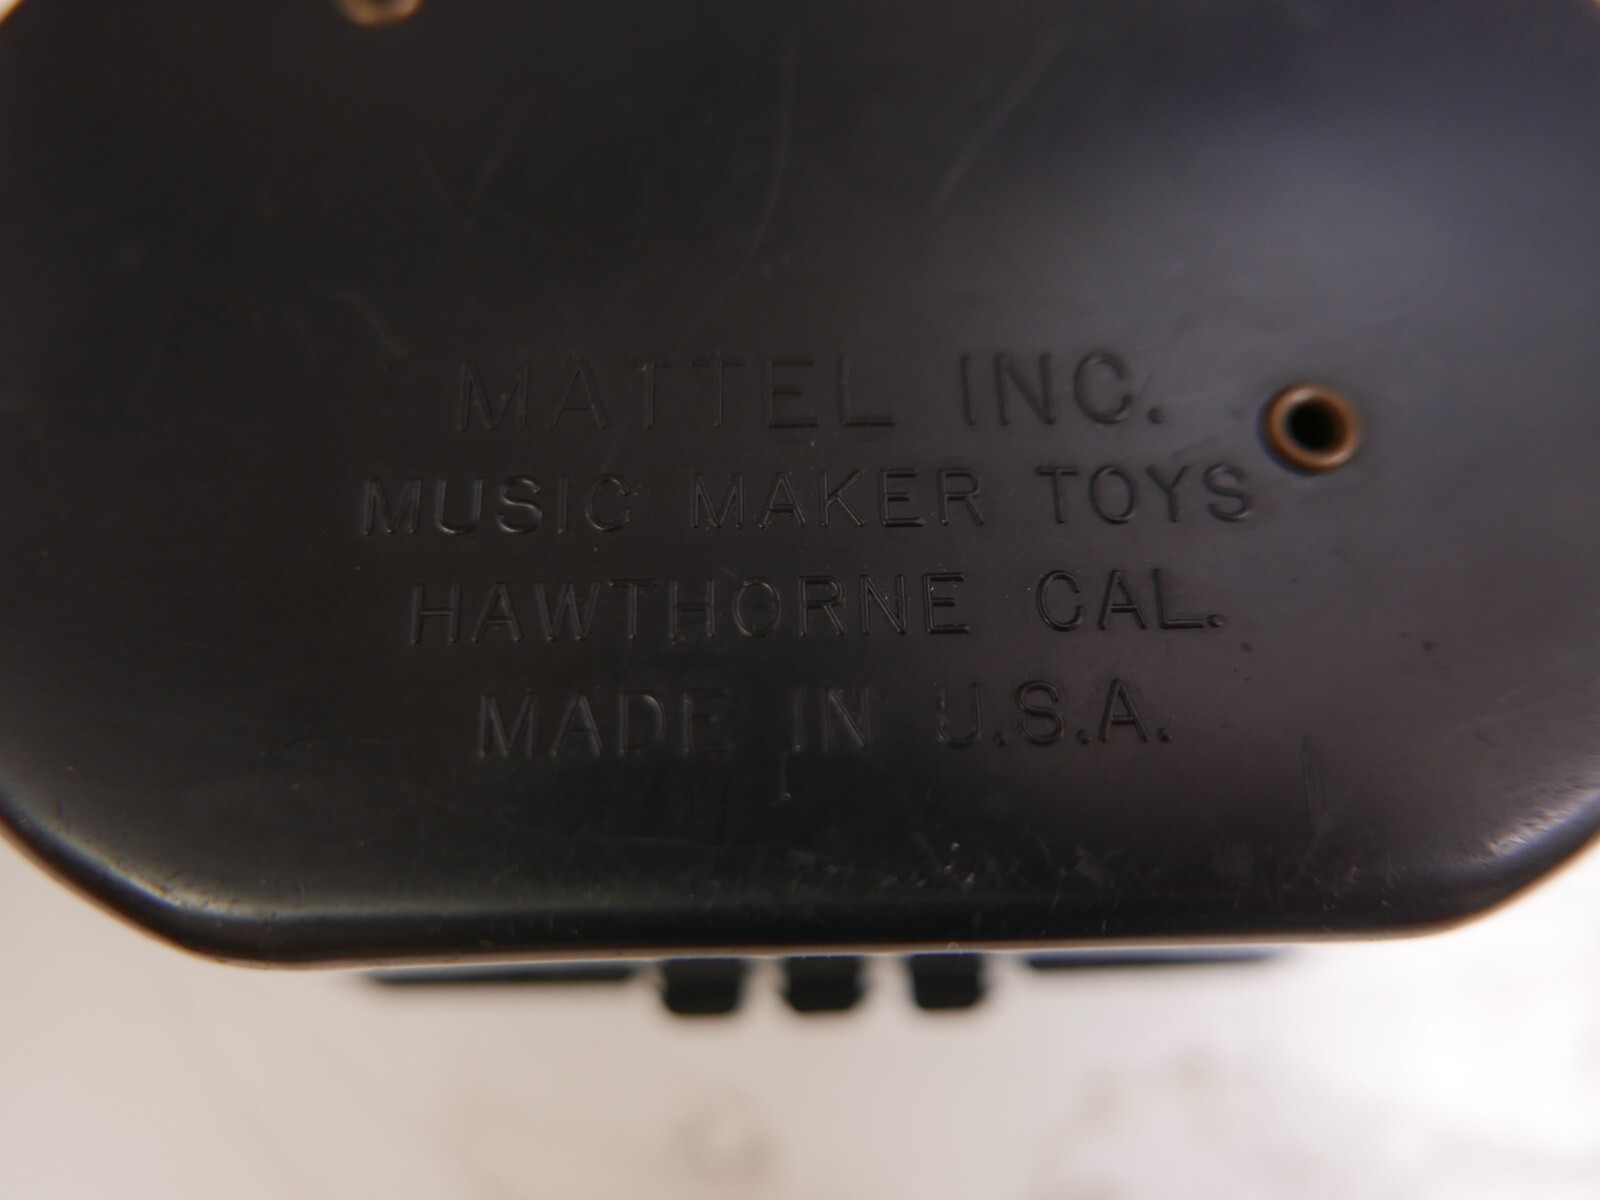 MATTEL INC.
MUSIC MAKER TOYS
HAWTHORNE CAL.
MADE IN U.S.A.